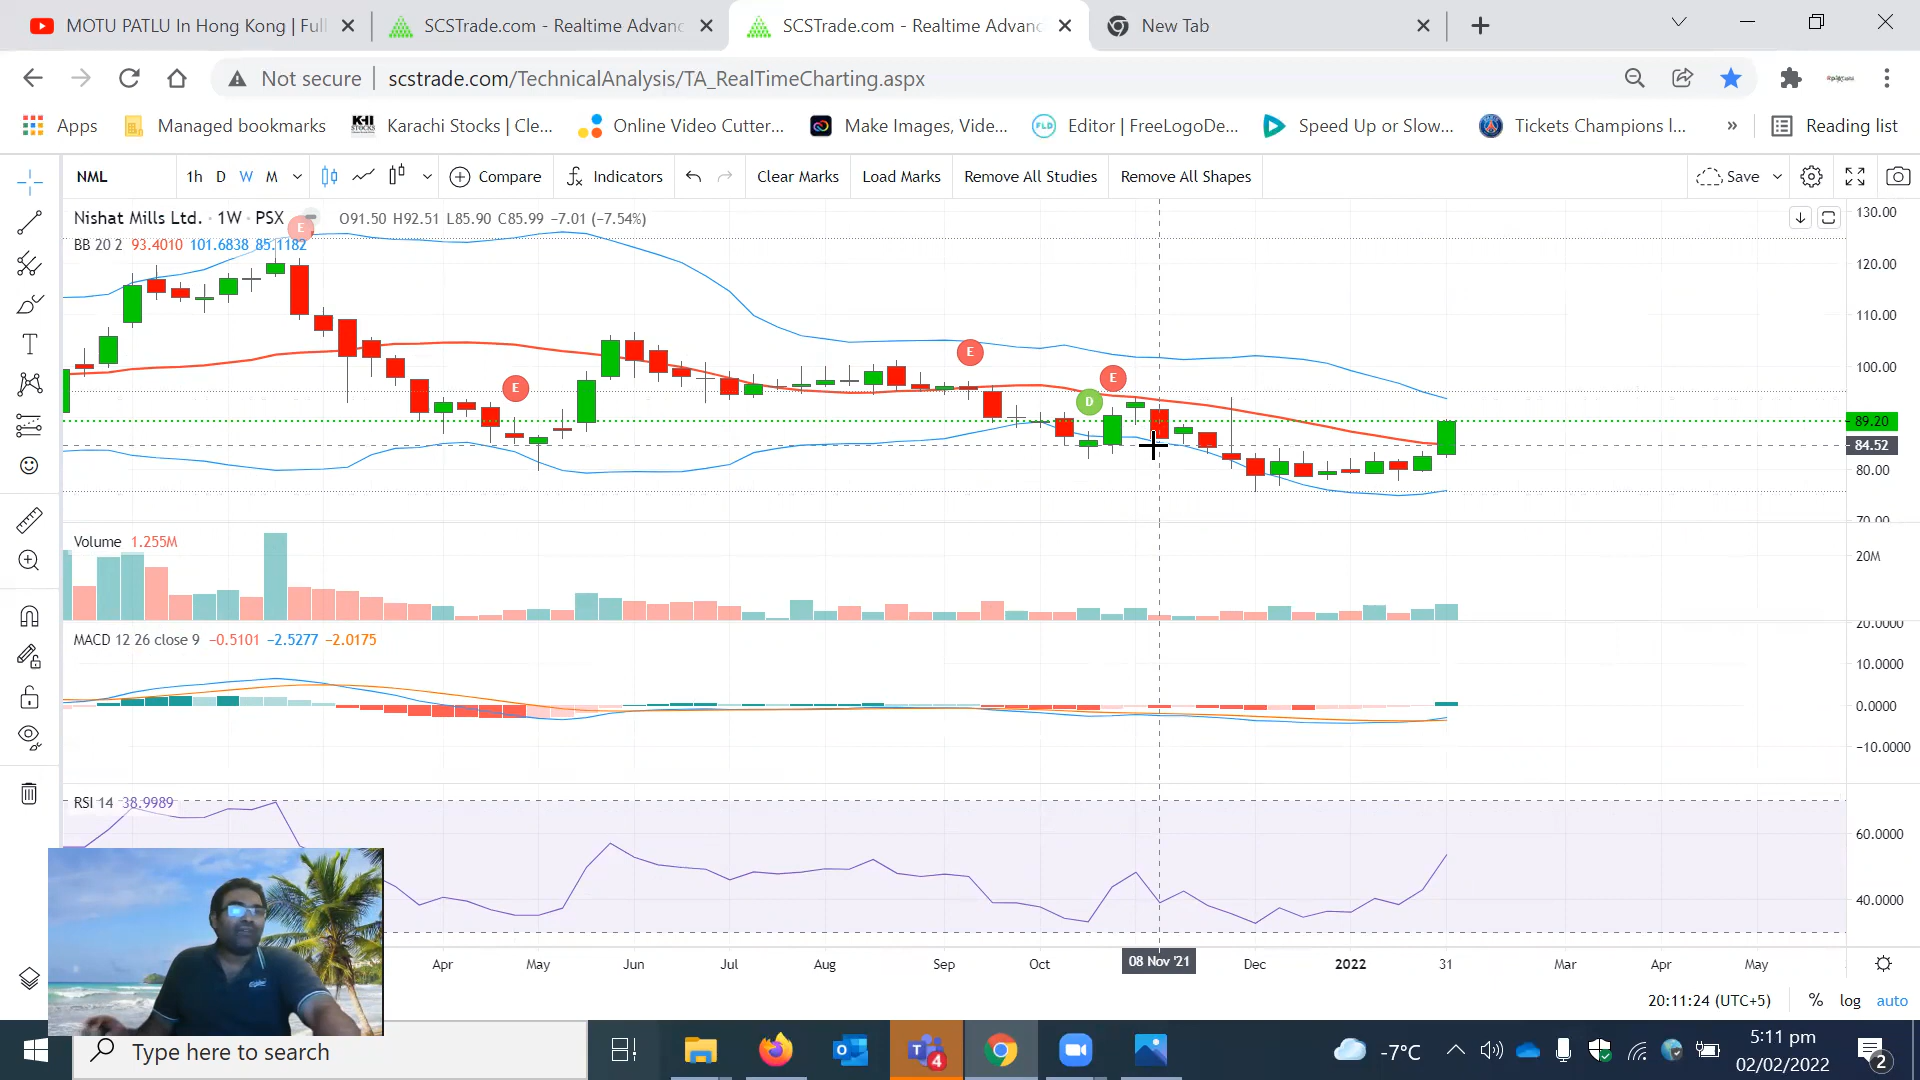 MOTU PATLU In Hong Kong | Full
SCSTrade.com - Realtime Advanc
SCSTrade.com - Realtime Advanc
New Tab
Not secure | scstrade.com/TechnicalAnalysis/TA_RealTimeCharting.aspx
Apps Managed bookmarks Karachi Stocks | Cle... Online Video Cutter... Make Images, Vide... Editor | FreeLogoDe... Speed Up or Slow... Tickets Champions l... » Reading list
NML 1h D W M Compare Indicators Clear Marks Load Marks Remove All Studies Remove All Shapes Save
Nishat Mills Ltd. · 1W · PSX O91.50 H92.51 L85.90 C85.99 −7.01 (−7.54%)
BB 20 2 93.4010 101.6838 85.1182
E
E
E
E
D
130.00
120.00
110.00
100.00
89.20
84.52
80.00
70.00
Volume 1.255M
20M
MACD 12 26 close 9 −0.5101 −2.5277 −2.0175
20.0000
10.0000
0.0000
−10.0000
RSI 14 38.9989
60.0000
40.0000
Apr May Jun Jul Aug Sep Oct 08 Nov '21 Dec 2022 31 Mar Apr May
20:11:24 (UTC+5) % log auto
Type here to search
4
-7°C
5:11 pm
02/02/2022
2